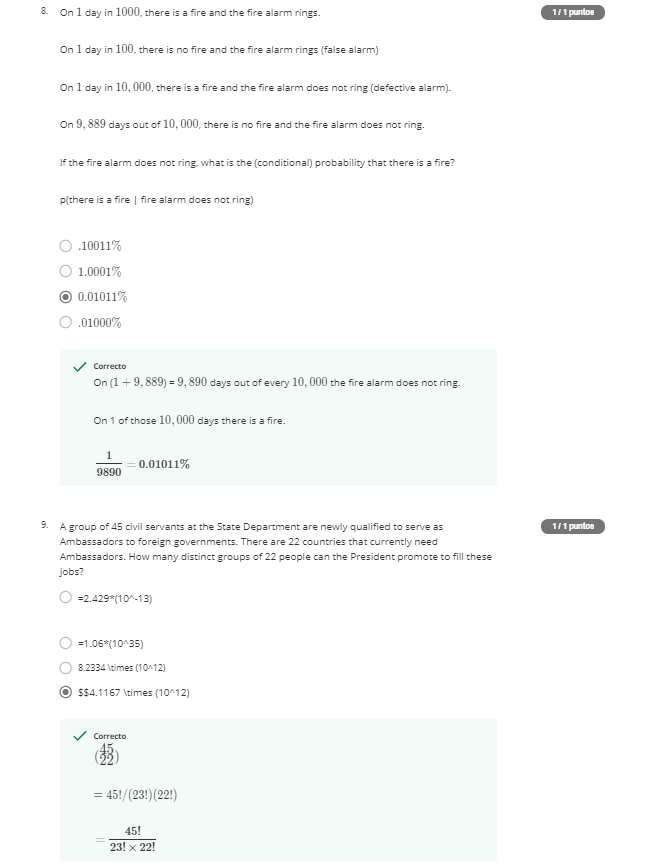 8. On 1 day in 1000, there is a fire and the fire alarm rings.
1 / 1 puntos
On 1 day in 100, there is no fire and the fire alarm rings (false alarm)
On 1 day in 10, 000, there is a fire and the fire alarm does not ring (defective alarm).
On 9, 889 days out of 10, 000, there is no fire and the fire alarm does not ring.
If the fire alarm does not ring, what is the (conditional) probability that there is a fire?
p(there is a fire | fire alarm does not ring)
.10011%
1.0001%
0.01011%
.01000%
Correcto
On (1 + 9, 889) = 9, 890 days out of every 10, 000 the fire alarm does not ring.
On 1 of those 10, 000 days there is a fire.
1
9890
= 0.01011%
9. A group of 45 civil servants at the State Department are newly qualified to serve as
1 / 1 puntos
Ambassadors to foreign governments. There are 22 countries that currently need
Ambassadors. How many distinct groups of 22 people can the President promote to fill these
jobs?
=2.429*(10^-13)
=1.06*(10^35)
8.2334 \times (10^12)
$$4.1167 \times (10^12)
Correcto
(45
22)
= 45!/(23!)(22!)
=
45!
23! × 22!